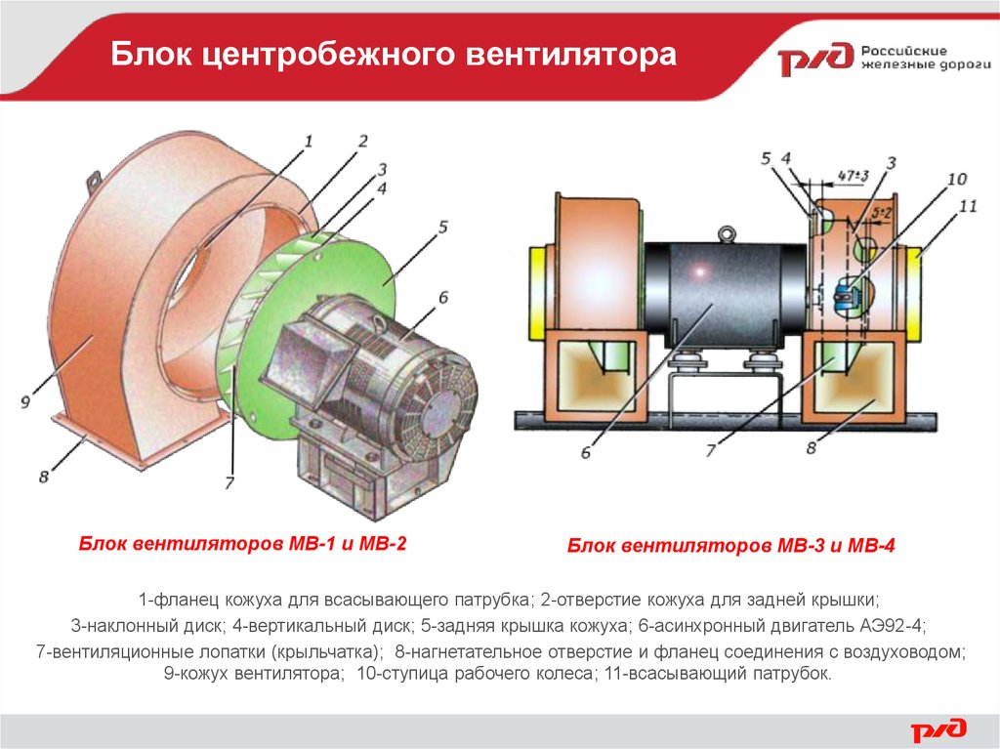 Блок центробежного вентилятора
Российские
железные дороги
1
2
3
4
5
6
9
8
7
5 4
47±3
3
10
5±2
11
6
7
8
Блок вентиляторов МВ-1 и МВ-2
Блок вентиляторов МВ-3 и МВ-4
1-фланец кожуха для всасывающего патрубка; 2-отверстие кожуха для задней крышки;
3-наклонный диск; 4-вертикальный диск; 5-задняя крышка кожуха; 6-асинхронный двигатель АЭ92-4;
7-вентиляционные лопатки (крыльчатка); 8-нагнетательное отверстие и фланец соединения с воздуховодом;
9-кожух вентилятора; 10-ступица рабочего колеса; 11-всасывающий патрубок.